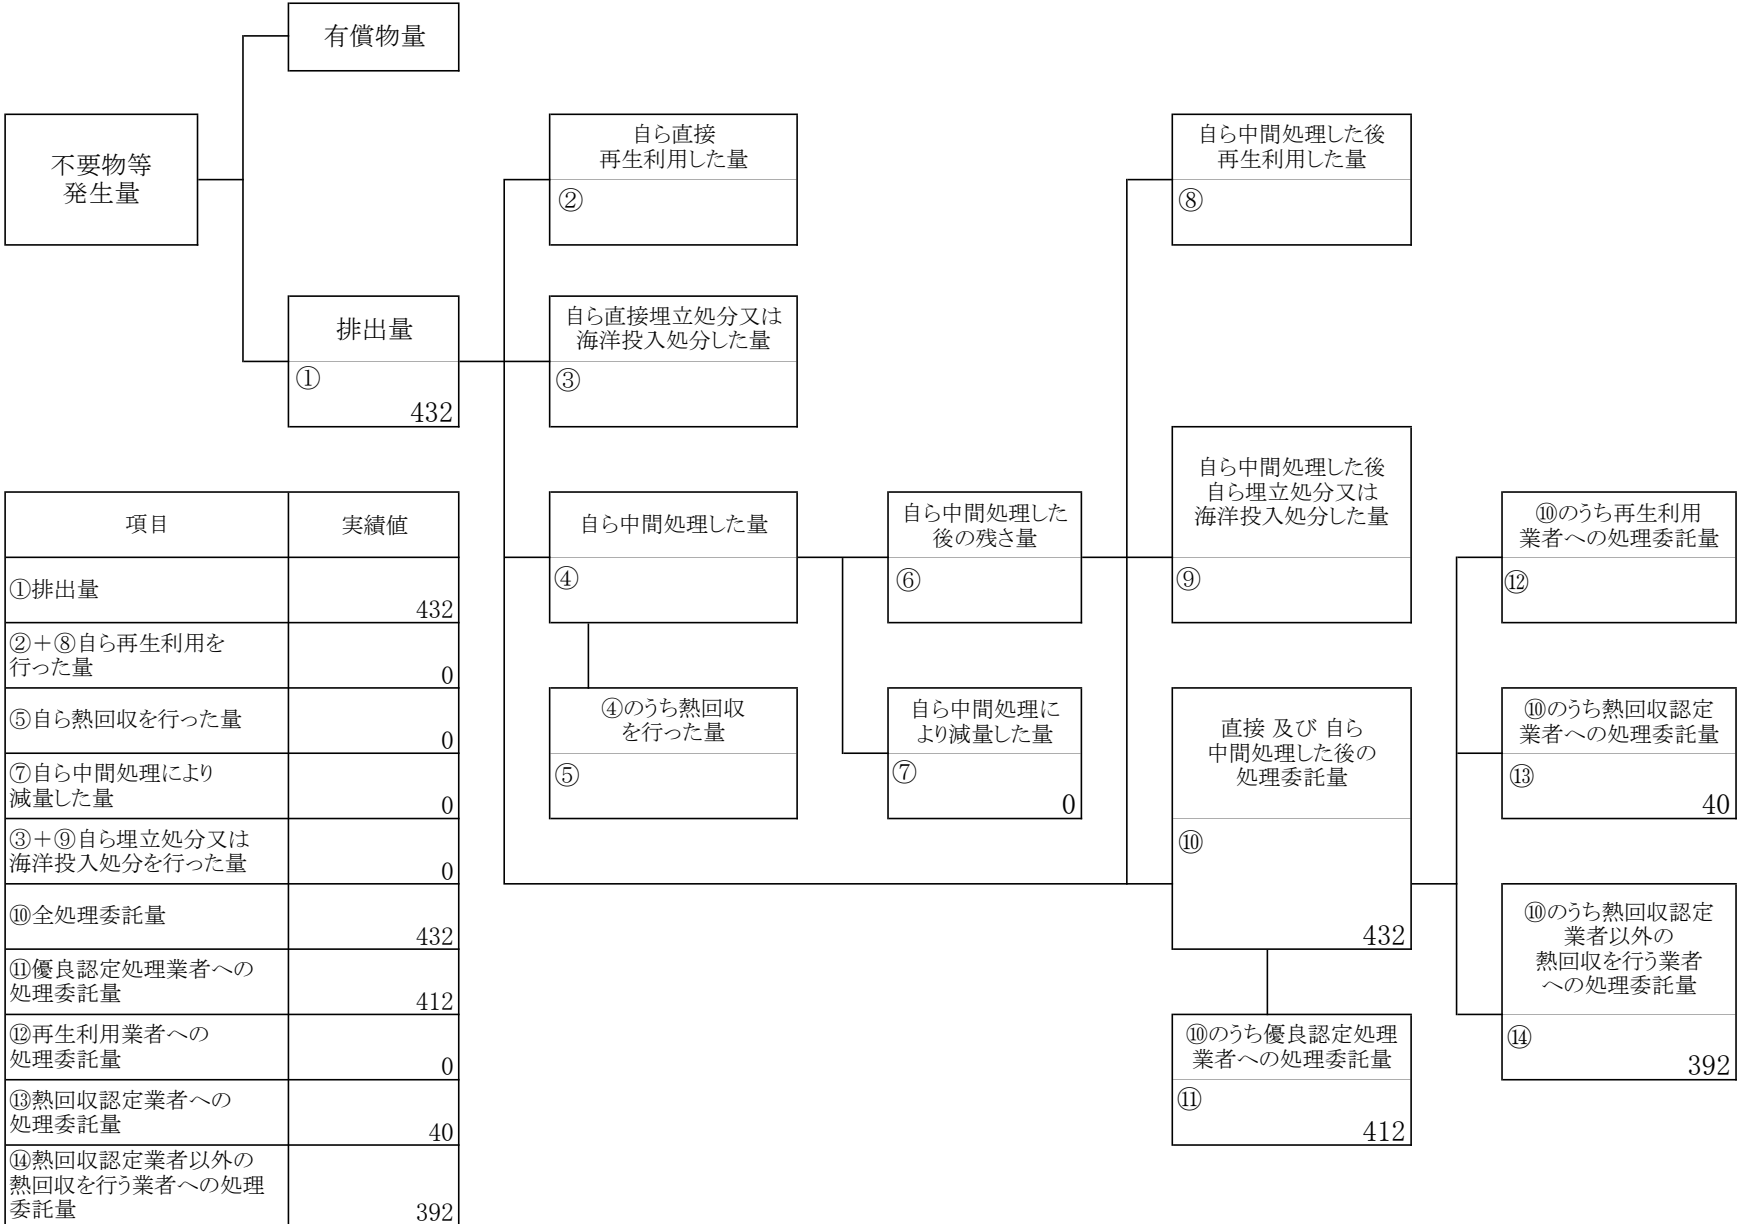 有償物量
不要物等
発生量
自ら直接
再生利用した量
②
自ら中間処理した後
再生利用した量
⑧
排出量
①
432
自ら直接埋立処分又は
海洋投入処分した量
③
自ら中間処理した量
④
自ら中間処理した
後の残さ量
⑥
自ら中間処理した後
自ら埋立処分又は
海洋投入処分した量
⑨
⑩のうち再生利用
業者への処理委託量
⑫
④のうち熱回収
を行った量
⑤
自ら中間処理に
より減量した量
⑦
0
直接 及び 自ら
中間処理した後の
処理委託量
⑩
432
⑩のうち熱回収認定
業者への処理委託量
⑬
40
⑩のうち熱回収認定
業者以外の
熱回収を行う業者
への処理委託量
⑭
392
⑩のうち優良認定処理
業者への処理委託量
⑪
412
項目 実績値
①排出量
432
②＋⑧自ら再生利用を
行った量
0
⑤自ら熱回収を行った量
0
⑦自ら中間処理により
減量した量
0
③＋⑨自ら埋立処分又は
海洋投入処分を行った量
0
⑩全処理委託量
432
⑪優良認定処理業者への
処理委託量
412
⑫再生利用業者への
処理委託量
0
⑬熱回収認定業者への
処理委託量
40
⑭熱回収認定業者以外の
熱回収を行う業者への処理
委託量
392